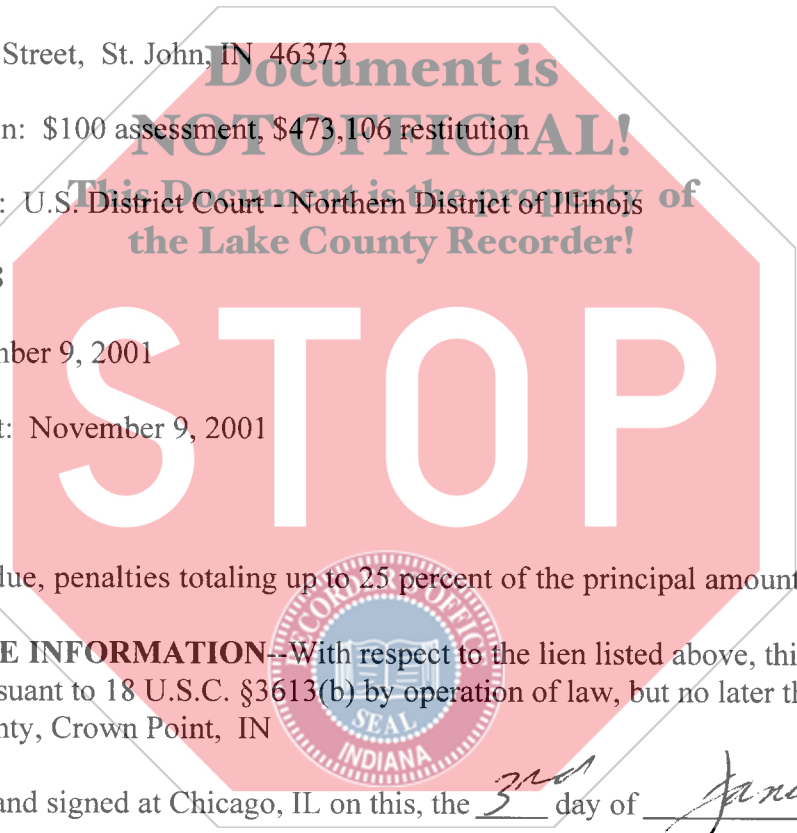 Street, St. John, IN 46373
Document is
n: $100 assessment, $473,106 restitution
NOT OFFICIAL!
: U.S. District Court - Northern District of Illinois
This Document is the property of
the Lake County Recorder!
8
mber 9, 2001
STOP
t: November 9, 2001
due, penalties totaling up to 25 percent of the principal amount
E INFORMATION--With respect to the lien listed above, thi
suant to 18 U.S.C. §3613(b) by operation of law, but no later th
nty, Crown Point, IN
RECORDER'S OFFICE
SEAL
INDIANA
and signed at Chicago, IL on this, the 3rd day of Janu